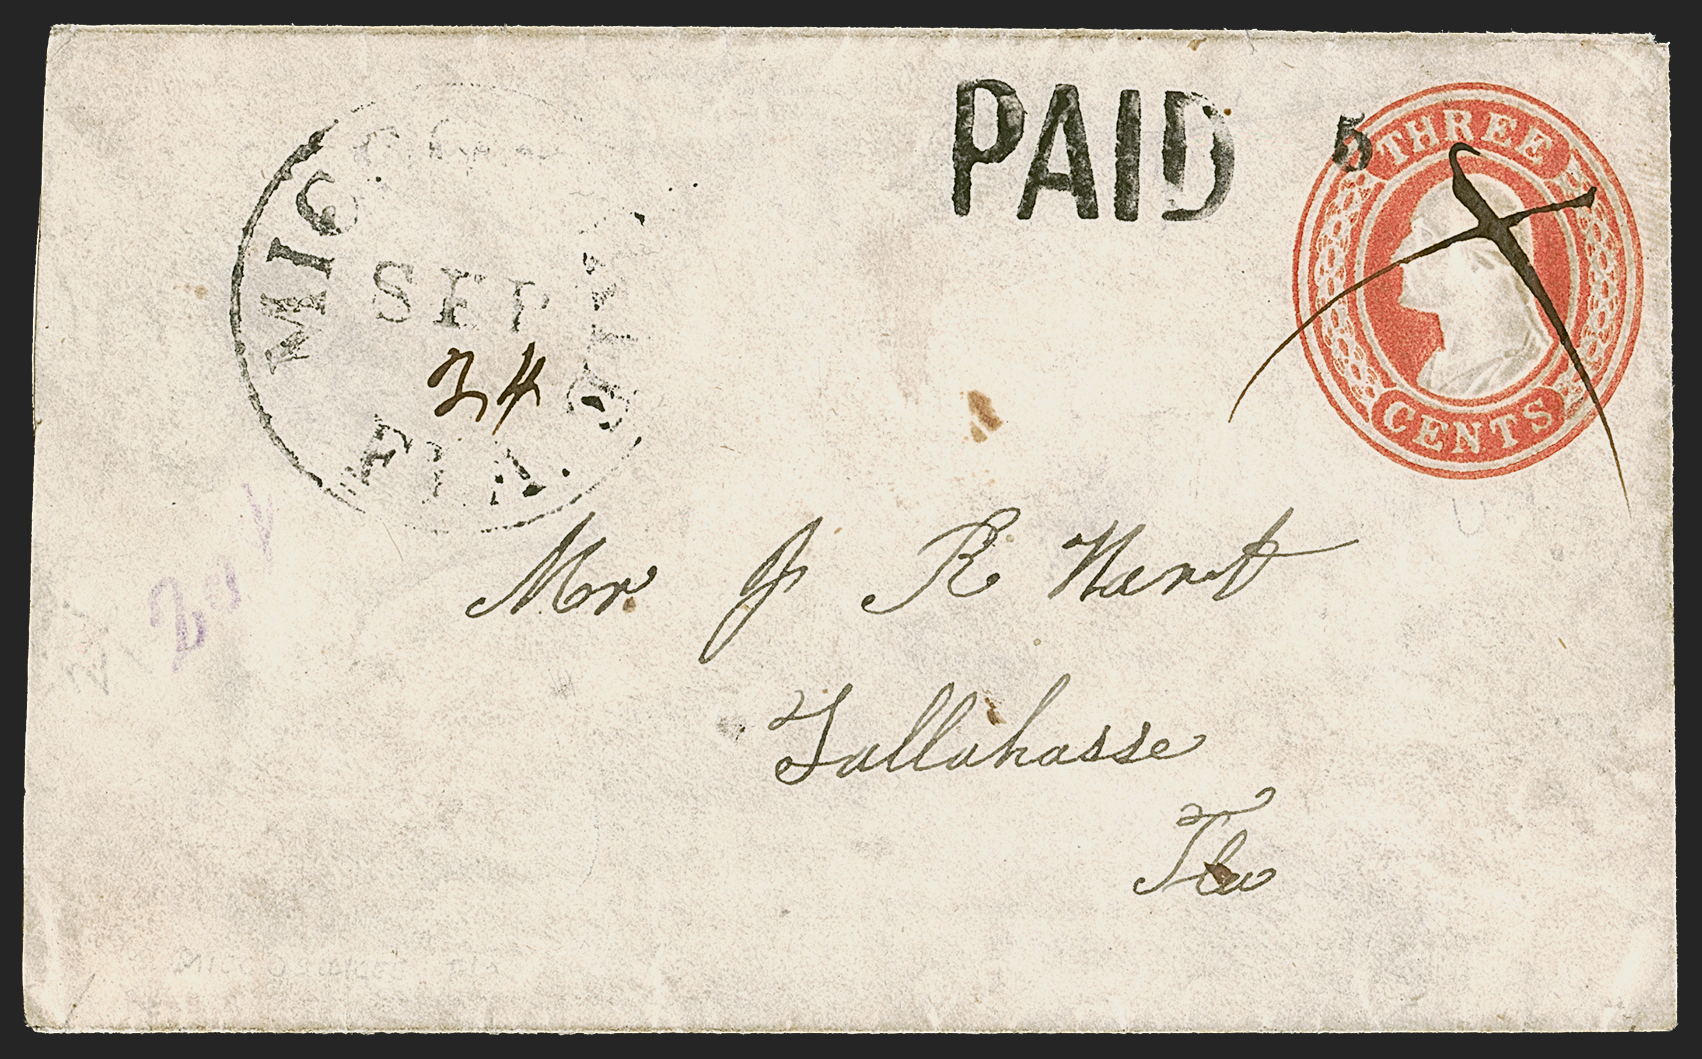 PAID 5
THREE
CENTS
SEP
24
FLA.
Mr J R Hart
Tallahasse
Fla